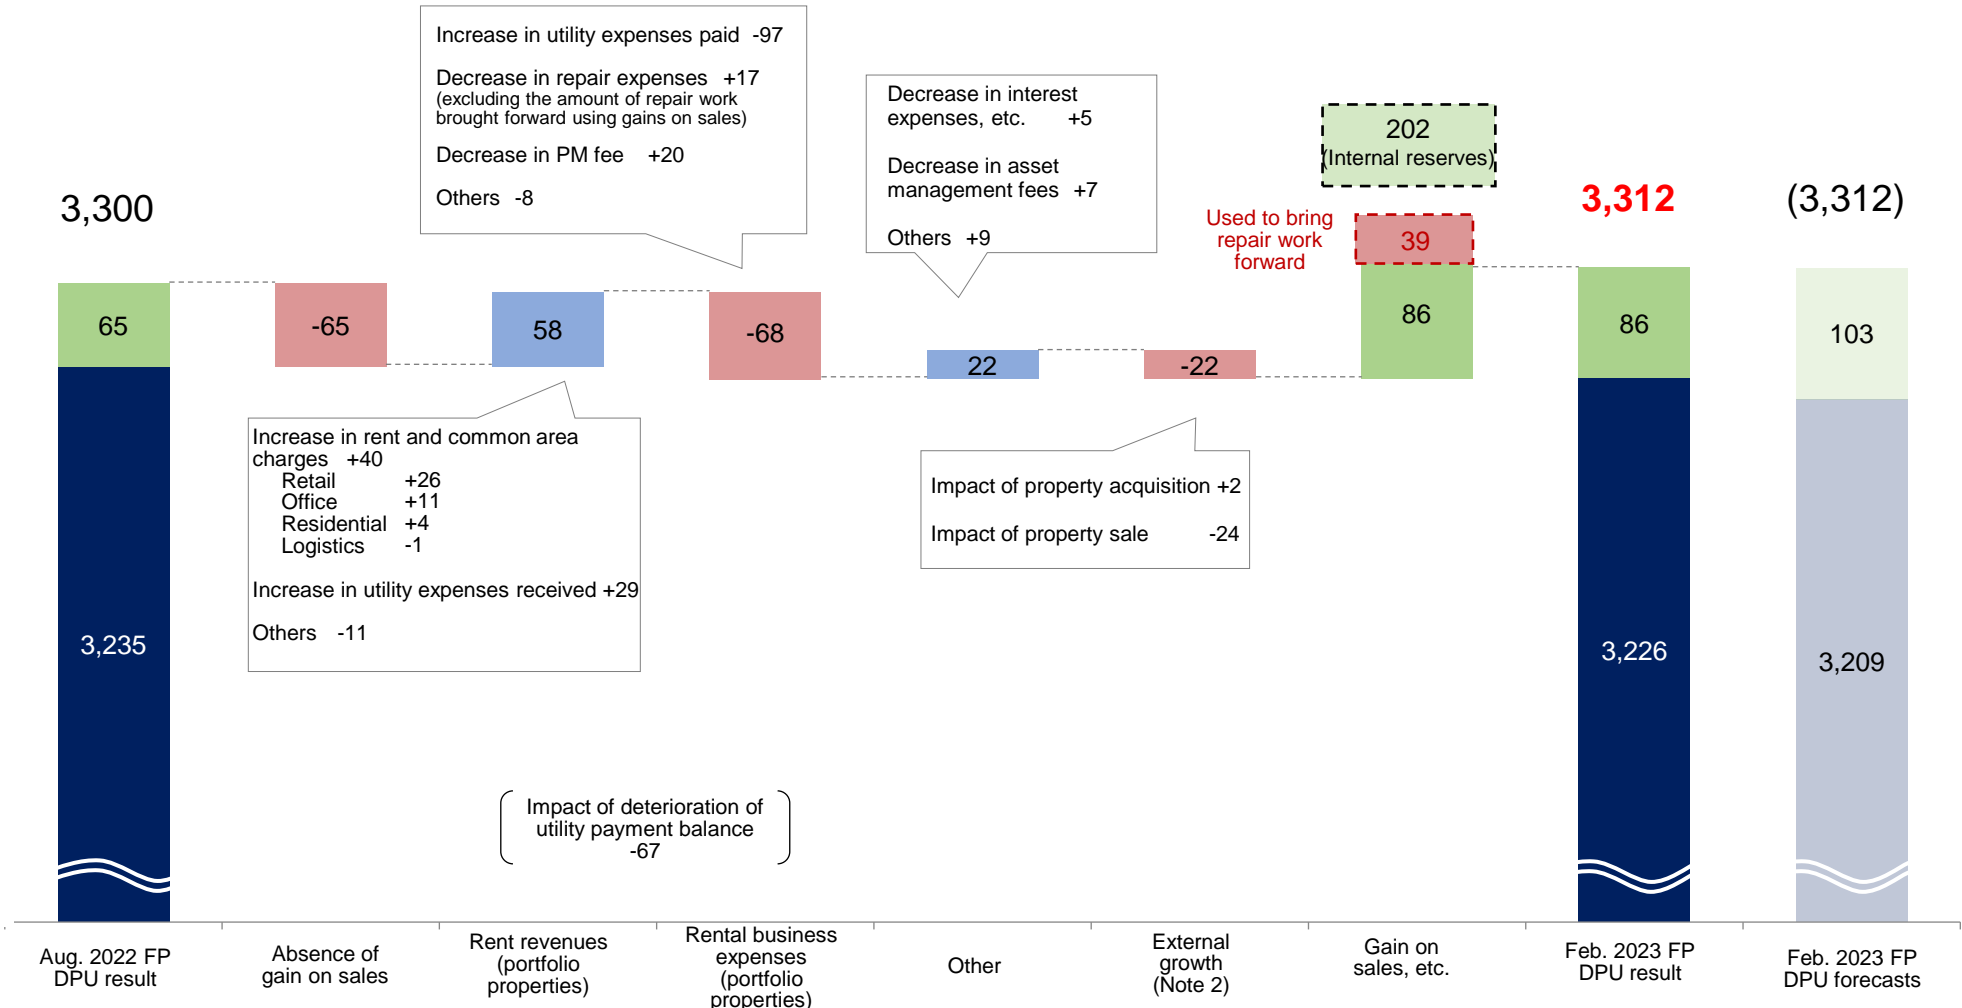 Increase in utility expenses paid -97
Decrease in repair expenses +17
(excluding the amount of repair work
brought forward using gains on sales)
Decrease in PM fee +20
Others -8
Decrease in interest
expenses, etc. +5
Decrease in asset
management fees +7
Others +9
202
(Internal reserves)
3,300
3,312
(3,312)
Used to bring
repair work
forward
39
65
-65
58
-68
22
-22
86
86
103
Increase in rent and common area
charges +40
Retail +26
Office +11
Residential +4
Logistics -1
Increase in utility expenses received +29
Others -11
Impact of property acquisition +2
Impact of property sale -24
3,235
3,226
3,209
Impact of deterioration of
utility payment balance
-67
Aug. 2022 FP
DPU result
Absence of
gain on sales
Rent revenues
(portfolio
properties)
Rental business
expenses
(portfolio
properties)
Other
External
growth
(Note 2)
Gain on
sales, etc.
Feb. 2023 FP
DPU result
Feb. 2023 FP
DPU forecasts